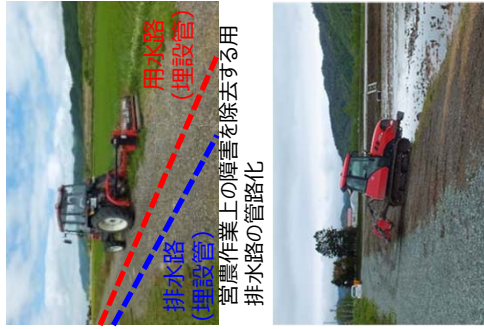 用水路
(埋設管)
排水路
(埋設管)
営農作業上の障害を除去する用
排水路の管路化